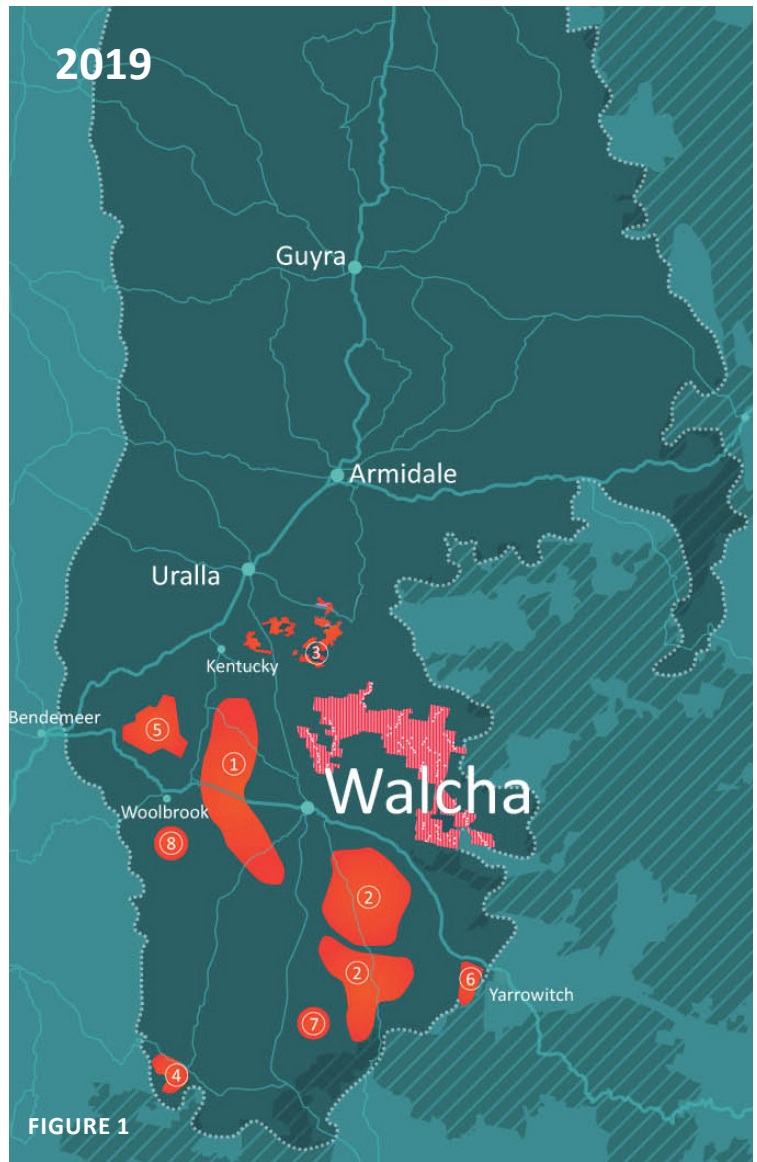 2019
Guyra
Armidale
Uralla
3
Kentucky
Bendemeer
5
1
Walcha
Woolbrook
8
2
2
6
Yarrowitch
7
4
FIGURE 1